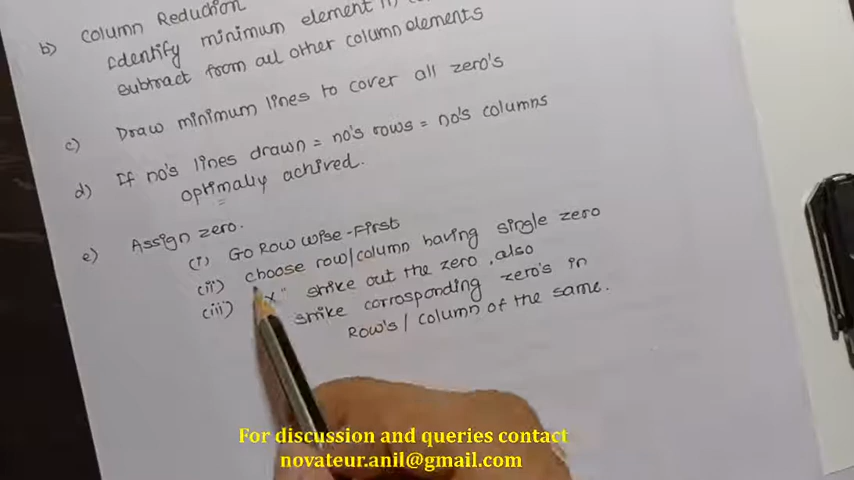 b) Column Reduction
Identify minimum element in
subtract from all other column elements
c) Draw minimum lines to cover all zero's
d) If no's lines drawn = no's rows = no's columns
optimally achived.
e) Assign zero.
(i) Go Row wise-First
(ii) choose row/column having single zero
(iii) "x" strike out the zero, also
strike corrosponding zero's in
Row's / column of the same.
For discussion and queries contact
novateur.anil@gmail.com